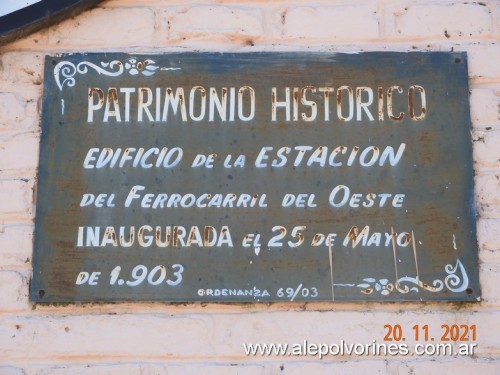 PATRIMONIO HISTORICO
EDIFICIO DE LA ESTACION
DEL FERROCARRIL DEL OESTE
INAUGURADA EL 25 DE MAYO
DE 1.903
ORDENANZA 69/03
20. 11. 2021
www.alepolvorines.com.ar